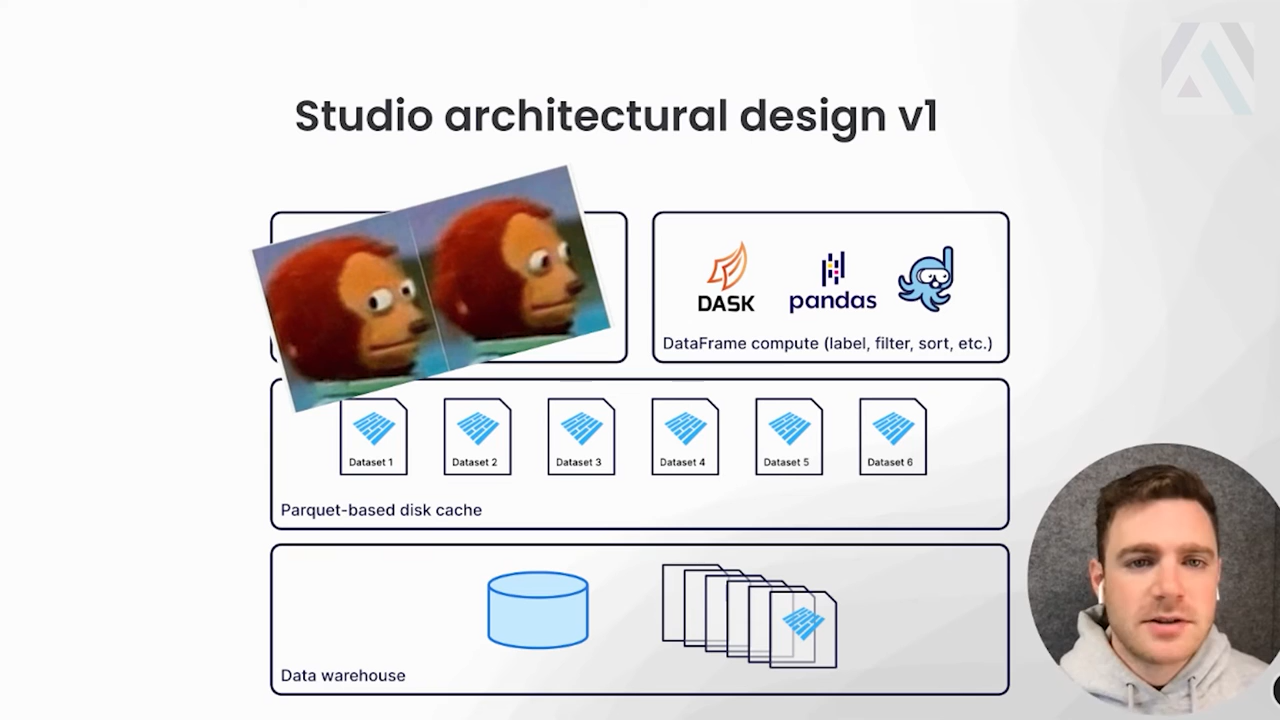 Studio architectural design v1
DASK
pandas
DataFrame compute (label, filter, sort, etc.)
Dataset 1
Dataset 2
Dataset 3
Dataset 4
Dataset 5
Dataset 6
Parquet-based disk cache
Data warehouse